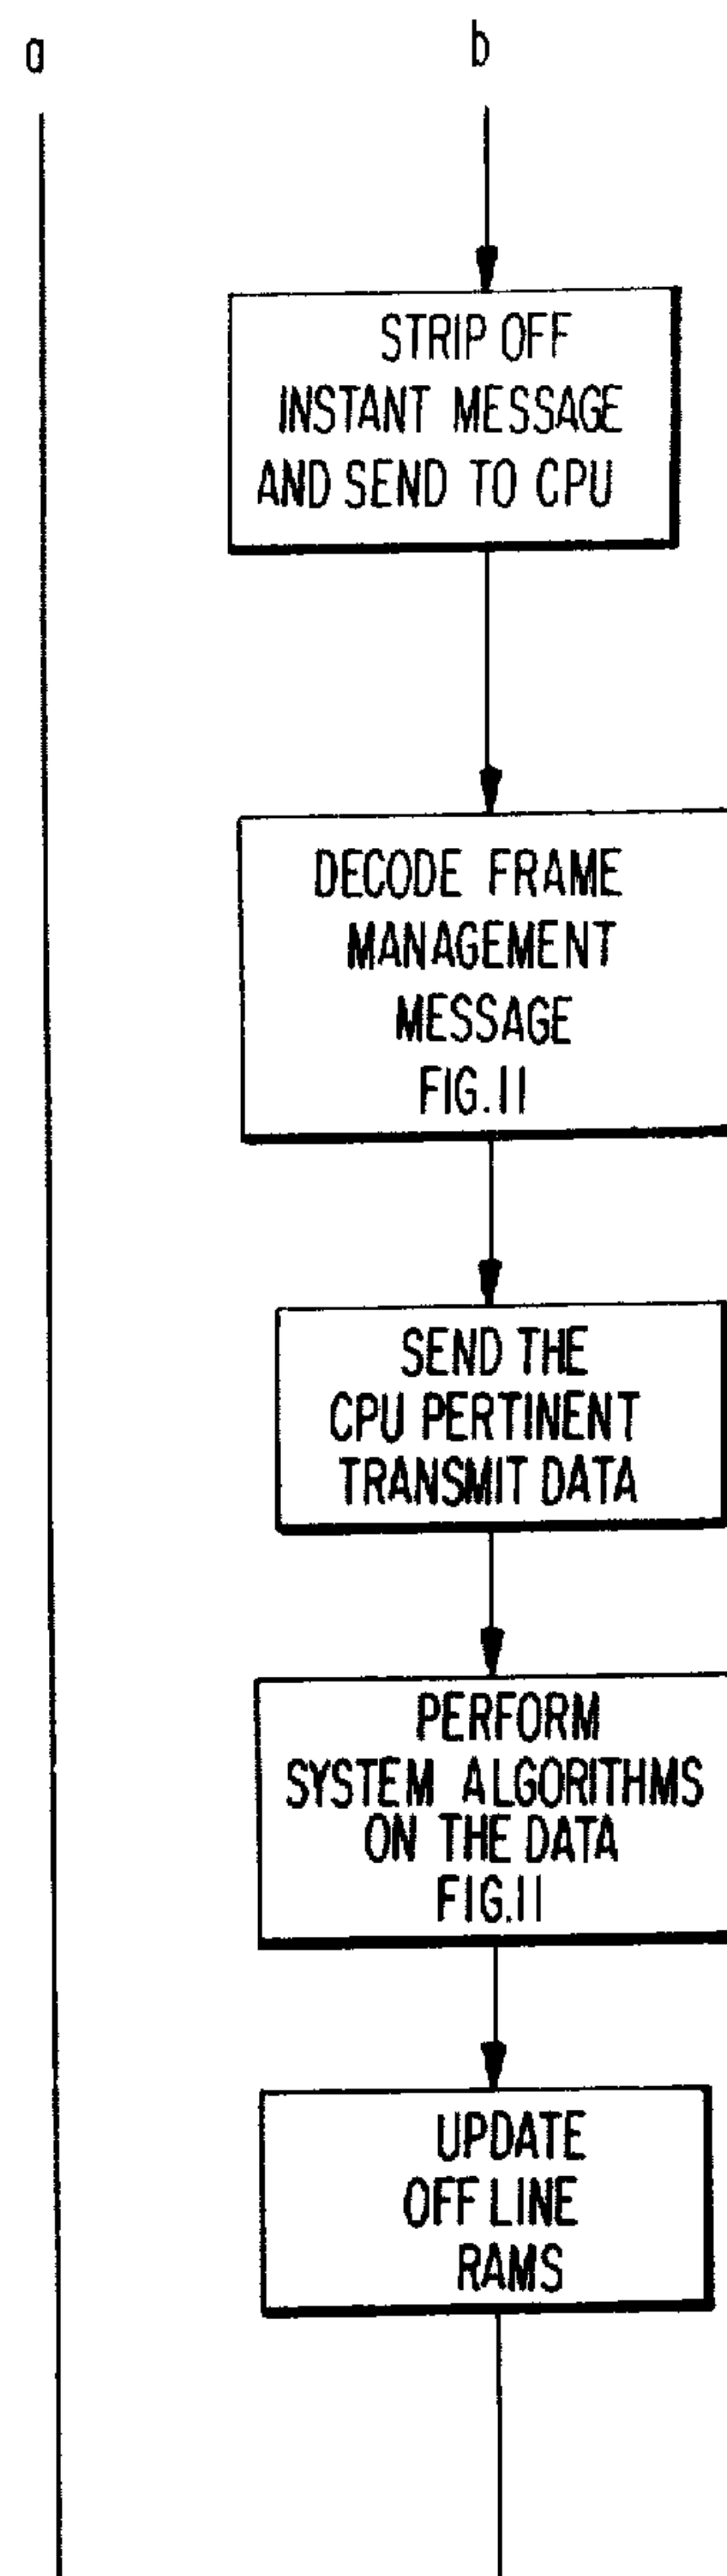 a
b
STRIP OFF
INSTANT MESSAGE
AND SEND TO CPU
DECODE FRAME
MANAGEMENT
MESSAGE
FIG.11
SEND THE
CPU PERTINENT
TRANSMIT DATA
PERFORM
SYSTEM ALGORITHMS
ON THE DATA
FIG.11
UPDATE
OFF LINE
RAMS